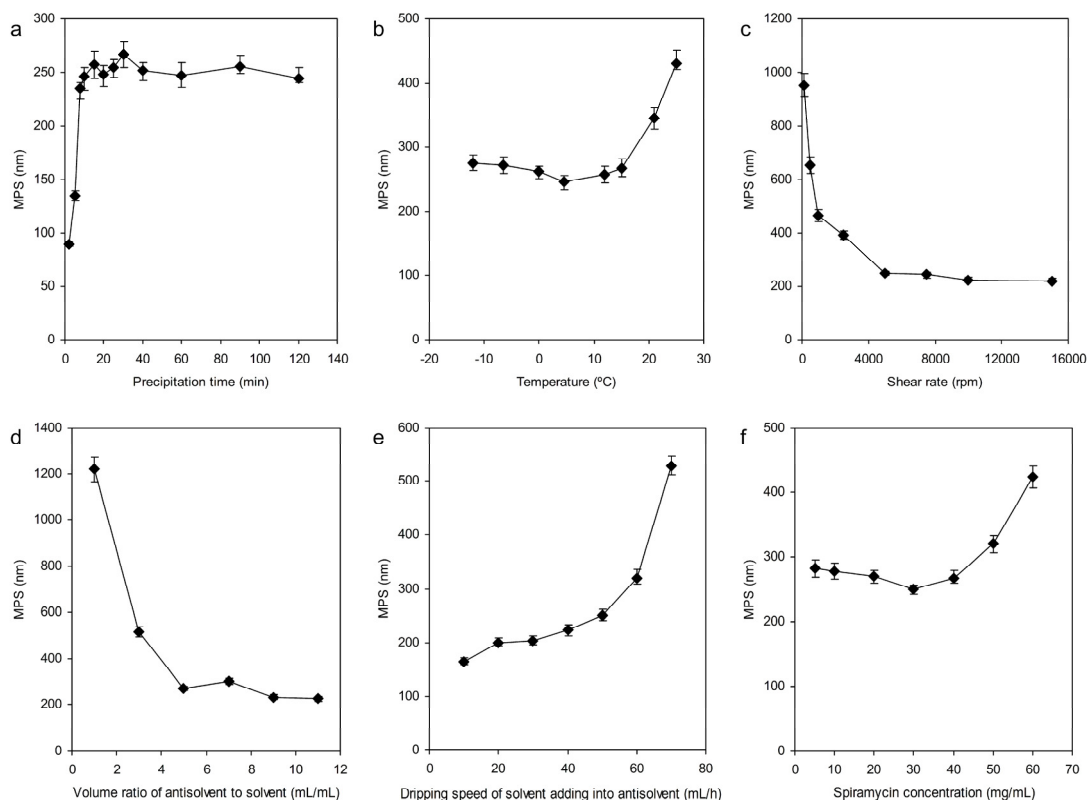 a
300
250
200
150
100
50
0
MPS (nm)
0 20 40 60 80 100 120 140
Precipitation time (min)
b
500
400
300
200
100
0
MPS (nm)
-20 -10 0 10 20 30
Temperature (ºC)
c
1200
1000
800
600
400
200
0
MPS (nm)
0 4000 8000 12000 16000
Shear rate (rpm)
d
1400
1200
1000
800
600
400
200
0
MPS (nm)
0 2 4 6 8 10 12
Volume ratio of antisolvent to solvent (mL/mL)
e
600
500
400
300
200
100
0
MPS (nm)
0 20 40 60 80
Dripping speed of solvent adding into antisolvent (mL/h)
f
500
400
300
200
100
0
MPS (nm)
0 10 20 30 40 50 60 70
Spiramycin concentration (mg/mL)